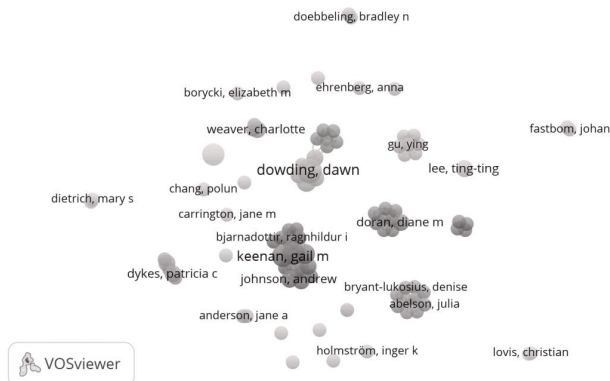 doebbeling, bradley n
ehrenberg, anna
borycki, elizabeth m
weaver, charlotte
fastbom, johan
gu, ying
dowding, dawn
lee, ting-ting
chang, polun
dietrich, mary s
carrington, jane m
doran, diane m
bjarnadottir, ragnhildur i
keenan, gail m
dykes, patricia c
johnson, andrew
bryant-lukosius, denise
abelson, julia
anderson, jane a
holmström, inger k
lovis, christian
VOSviewer